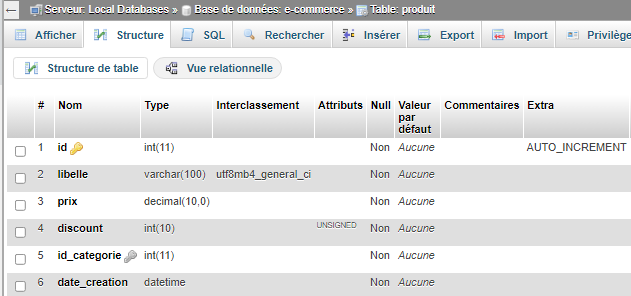 Serveur: Local Databases » Base de données: e-commerce » Table: produit
Afficher Structure SQL Rechercher Insérer Export Import Privilège
Structure de table Vue relationnelle
# Nom Type Interclassement Attributs Null Valeur par défaut Commentaires Extra
1 id int(11) Non Aucune AUTO_INCREMENT
2 libelle varchar(100) utf8mb4_general_ci Non Aucune
3 prix decimal(10,0) Non Aucune
4 discount int(10) UNSIGNED Non Aucune
5 id_categorie int(11) Non Aucune
6 date_creation datetime Non Aucune